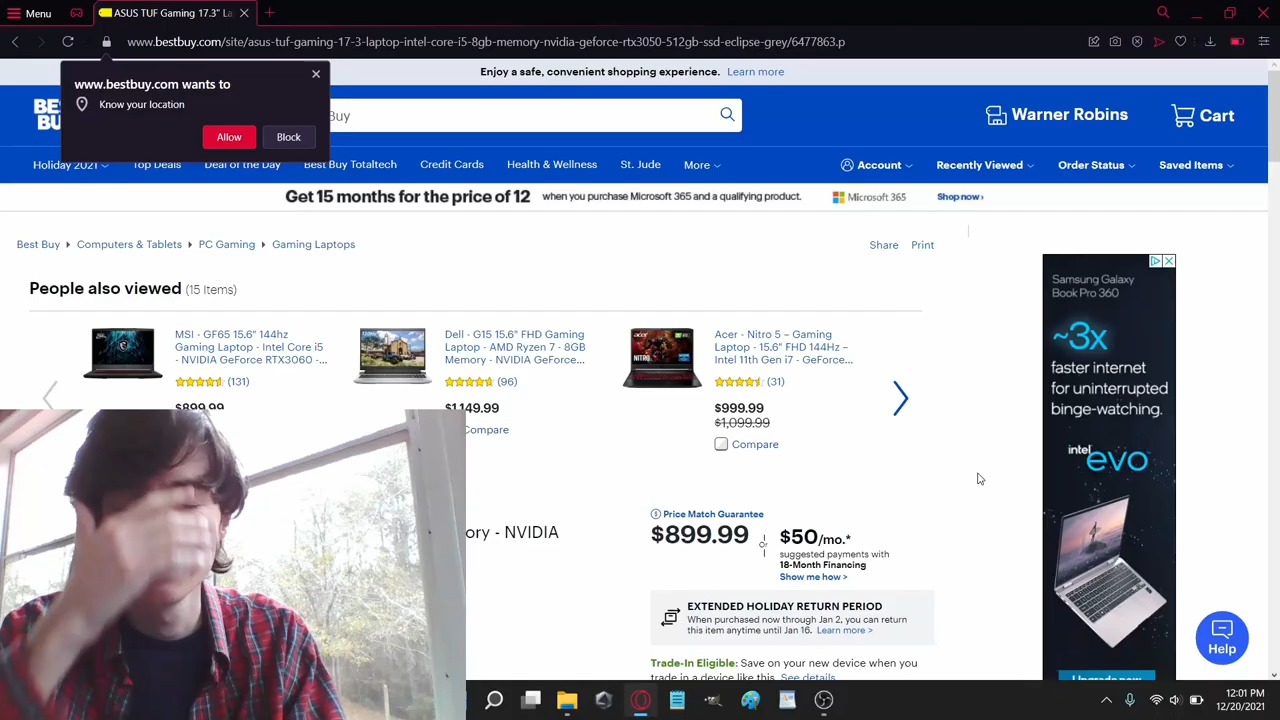 Menu
ASUS TUF Gaming 17.3" La
www.bestbuy.com/site/asus-tuf-gaming-17-3-laptop-intel-core-i5-8gb-memory-nvidia-geforce-rtx3050-512gb-ssd-eclipse-grey/6477863.p
Enjoy a safe, convenient shopping experience. Learn more
www.bestbuy.com wants to
Know your location
Allow
Block
BES
BU
Buy
Warner Robins
Cart
Holiday 2021
Top Deals
Deal of the Day
Best Buy Totaltech
Credit Cards
Health & Wellness
St. Jude
More
Account
Recently Viewed
Order Status
Saved Items
Get 15 months for the price of 12 when you purchase Microsoft 365 and a qualifying product. Microsoft 365 Shop now ›
Best Buy
Computers & Tablets
PC Gaming
Gaming Laptops
Share
Print
People also viewed (15 Items)
MSI - GF65 15.6" 144hz
Gaming Laptop - Intel Core i5
- NVIDIA GeForce RTX3060 -...
(131)
$899.99
Dell - G15 15.6" FHD Gaming
Laptop - AMD Ryzen 7 - 8GB
Memory - NVIDIA GeForce...
(96)
$1,149.99
Compare
NITRO
Acer - Nitro 5 – Gaming
Laptop - 15.6" FHD 144Hz –
Intel 11th Gen i7 - GeForce...
(31)
$999.99
$1,099.99
Compare
Samsung Galaxy
Book Pro 360
~3x
faster internet
for uninterrupted
binge-watching.
intel
evo
Upgrade now
ory - NVIDIA
Price Match Guarantee
$899.99
or
$50/mo.*
suggested payments with
18-Month Financing
Show me how >
EXTENDED HOLIDAY RETURN PERIOD
When purchased now through Jan 2, you can return
this item anytime until Jan 16. Learn more >
Trade-In Eligible: Save on your new device when you
trade in a device like this. See details.
Help
12:01 PM
12/20/2021